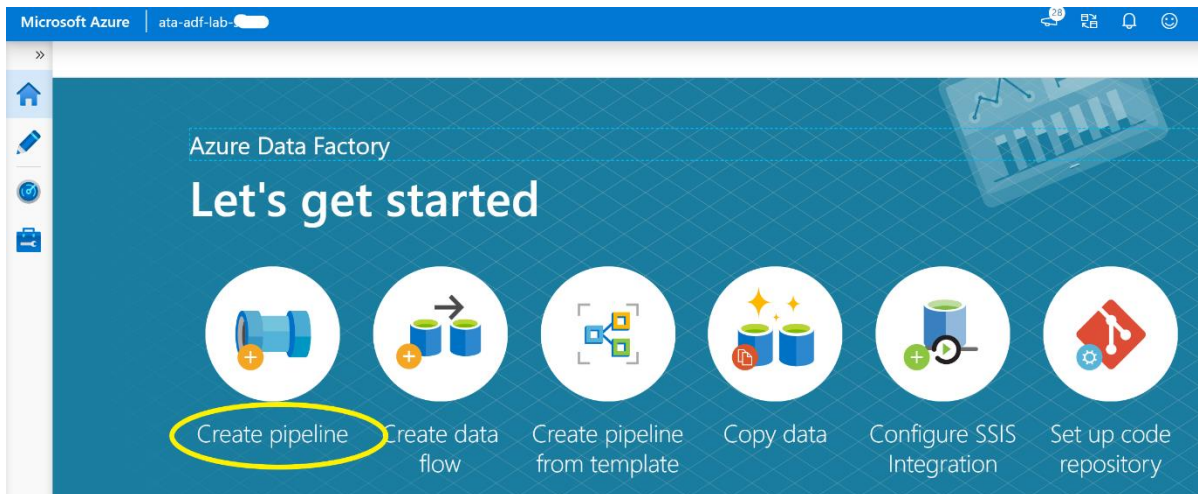 Microsoft Azure ata-adf-lab-
28
Azure Data Factory
Let's get started
Create pipeline
Create data
flow
Create pipeline
from template
Copy data
Configure SSIS
Integration
Set up code
repository